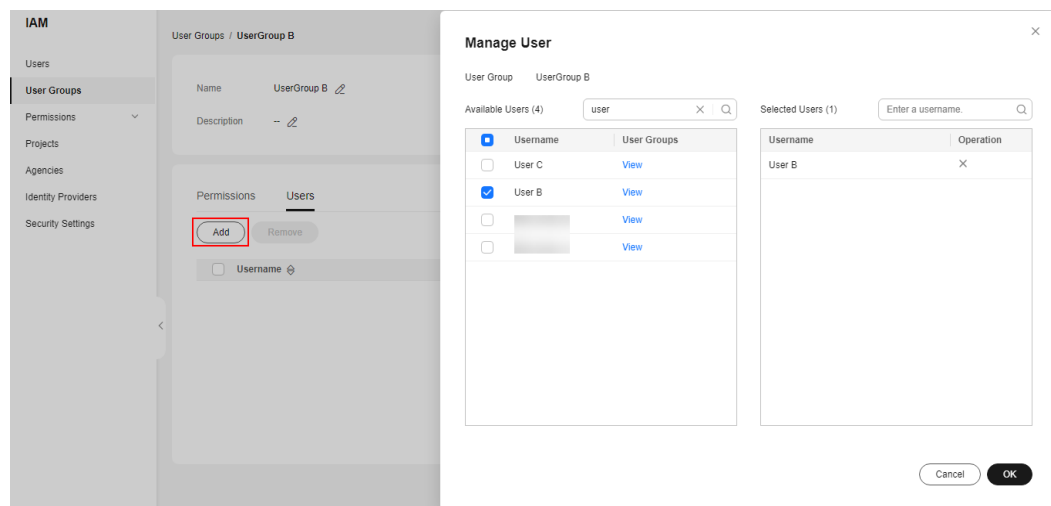 IAM
Users
User Groups
Permissions
Projects
Agencies
Identity Providers
Security Settings
User Groups / UserGroup B
Name UserGroup B
Description --
Permissions Users
Add Remove
Username
Manage User
User Group UserGroup B
Available Users (4) user
Username User Groups
User C View
User B View
View
View
Selected Users (1) Enter a username.
Username Operation
User B
Cancel OK